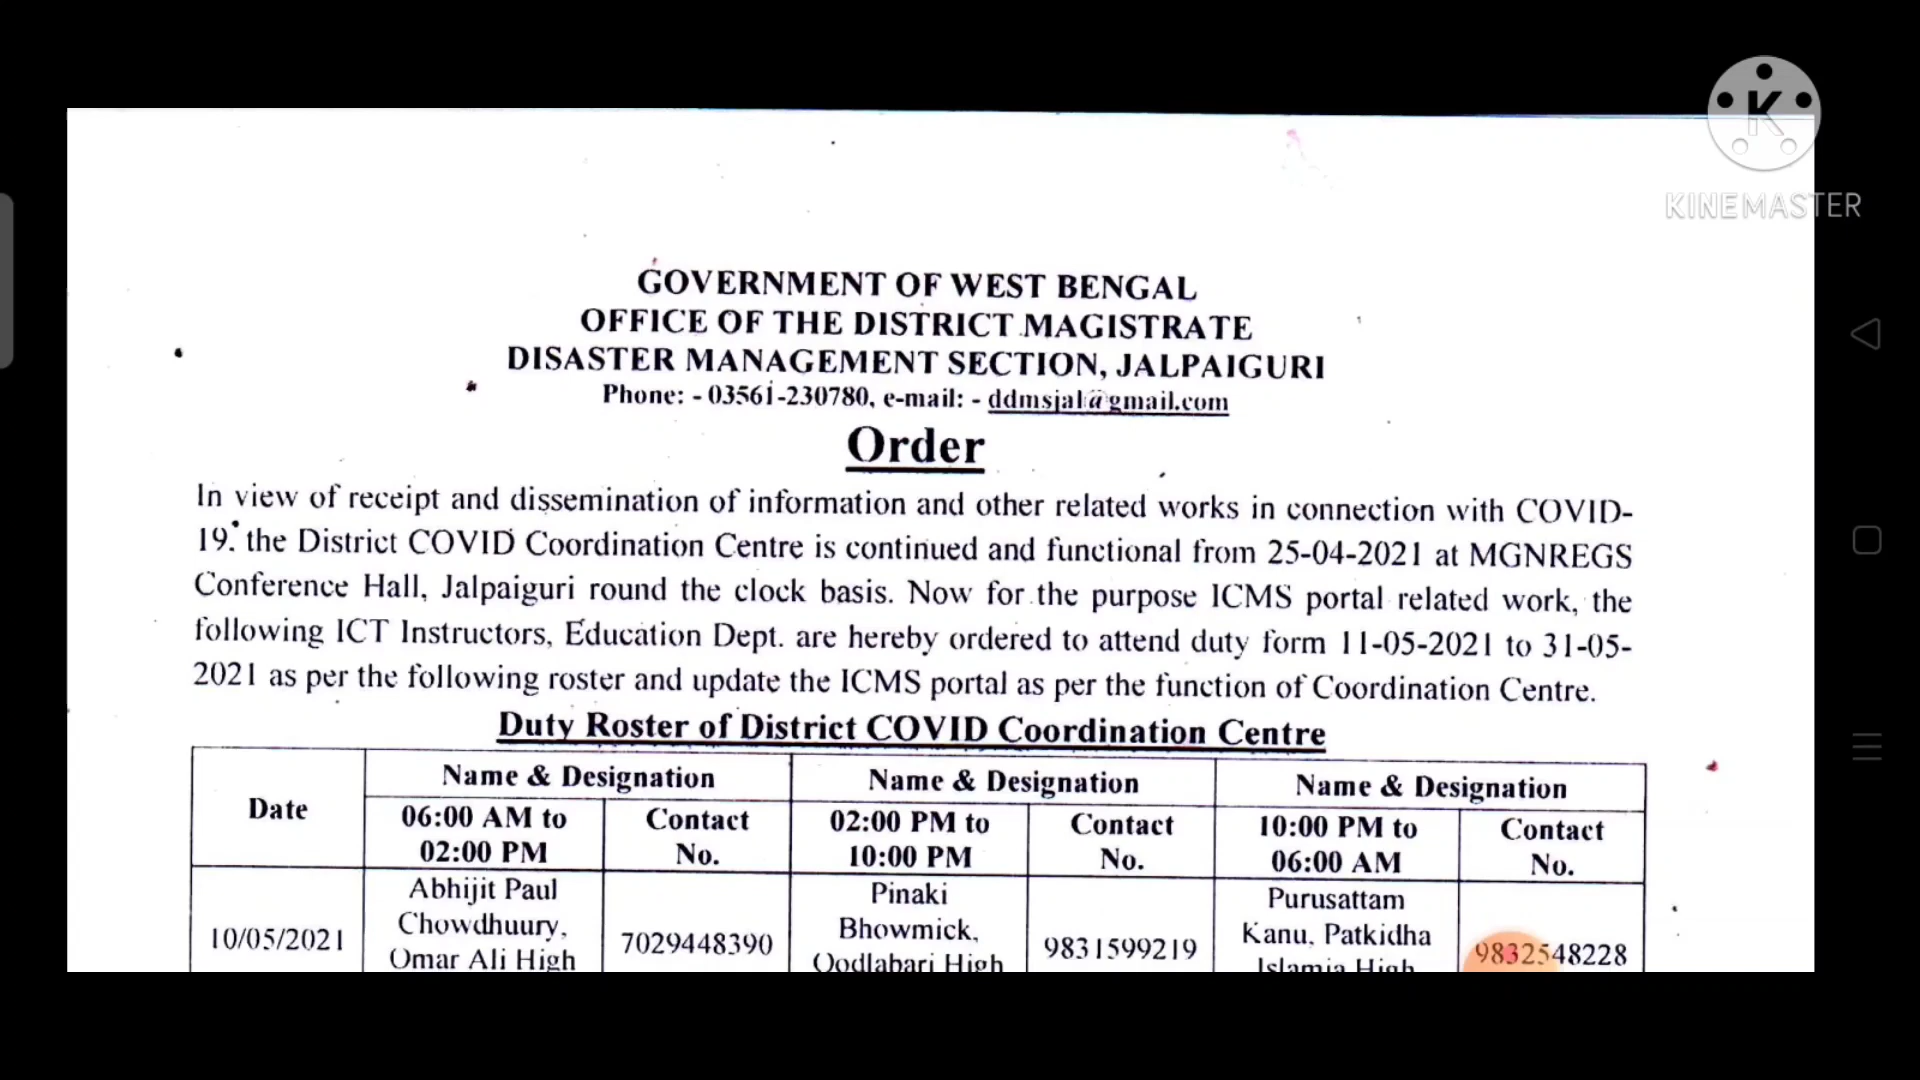 K
KINEMASTER
GOVERNMENT OF WEST BENGAL
OFFICE OF THE DISTRICT MAGISTRATE
DISASTER MANAGEMENT SECTION, JALPAIGURI
Phone: - 03561-230780, e-mail: - ddmsjal@gmail.com
Order
In view of receipt and dissemination of information and other related works in connection with COVID-
19. the District COVID Coordination Centre is continued and functional from 25-04-2021 at MGNREGS
Conference Hall, Jalpaiguri round the clock basis. Now for the purpose ICMS portal related work, the
following ICT Instructors, Education Dept. are hereby ordered to attend duty form 11-05-2021 to 31-05-
2021 as per the following roster and update the ICMS portal as per the function of Coordination Centre.
Duty Roster of District COVID Coordination Centre
Date Name & Designation Name & Designation Name & Designation
06:00 AM to Contact 02:00 PM to Contact 10:00 PM to Contact
02:00 PM No. 10:00 PM No. 06:00 AM No.
Abhijit Paul Pinaki Purusattam
10/05/2021 Chowdhuury, 7029448390 Bhowmick, 9831599219 Kanu, Patkidha 9832548228
Omar Ali High Oodlabari High Islamia High